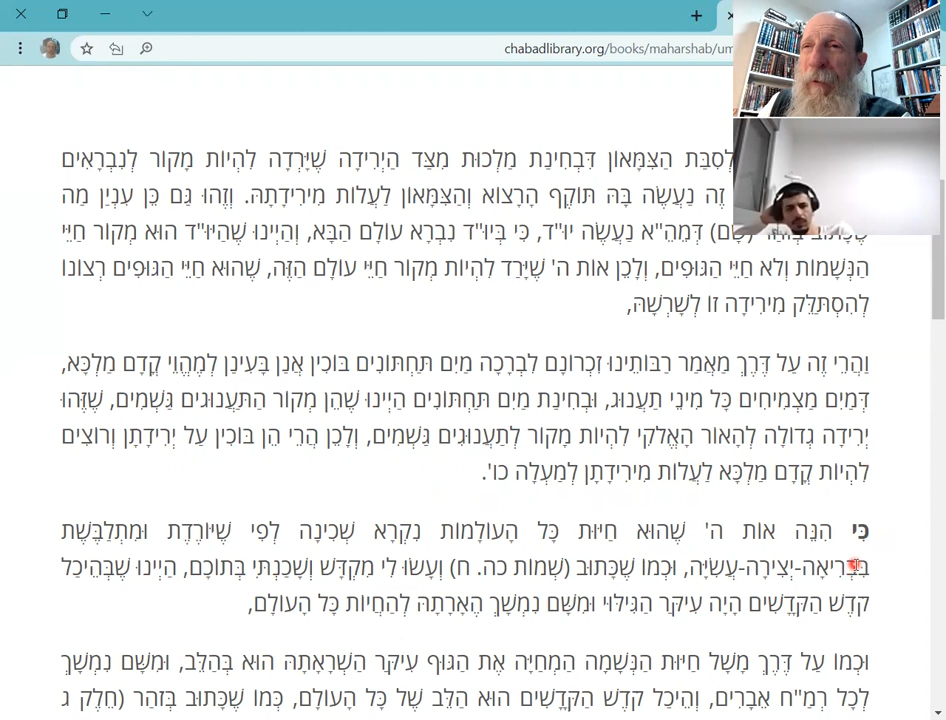 chabadlibrary.org/books/maharshab/um
לְסִבַּת הַצִּמָּאוֹן דִּבְחִינַת מַלְכוּת מִצַּד הַיְרִידָה שֶׁיָּרְדָה לִהְיוֹת מָקוֹר לְנִבְרָאִים
זֶה נַעֲשֶׂה בָּהּ תּוֹקֶף הָרָצוֹא וְהַצִּמָּאוֹן לַעֲלוֹת מִירִידָתָהּ. וְזֶהוּ גַּם כֵּן עִנְיַן מַה
(שָׁם) דְּמֵהֵ"א נַעֲשֶׂה יוּ"ד, כִּי בְּיוּ"ד נִבְרָא עוֹלָם הַבָּא, וְהַיְינוּ שֶׁהַיּוּ"ד הוּא מְקוֹר חַיֵּי
הַנְּשָׁמוֹת וְלֹא חַיֵּי הַגּוּפִים, וְלָכֵן אוֹת ה' שֶׁיָּרַד לִהְיוֹת מְקוֹר חַיֵּי עוֹלָם הַזֶּה, שֶׁהוּא חַיֵּי הַגּוּפִים רְצוֹנוֹ
לְהִסְתַּלֵּק מִירִידָה זוֹ לְשָׁרְשָׁהּ,
וַהֲרֵי זֶה עַל דֶּרֶךְ מַאֲמַר רַבּוֹתֵינוּ זִכְרוֹנָם לִבְרָכָה מַיִם תַּחְתּוֹנִים בּוֹכִין אֲנַן בָּעֵינַן לְמֶהֱוֵי קֳדָם מַלְכָּא,
דְּמַיִם מַצְמִיחִים כָּל מִינֵי תַעֲנוּג, וּבְחִינַת מַיִם תַּחְתּוֹנִים הַיְינוּ שֶׁהֵן מְקוֹר הַתַּעֲנוּגִים גַּשְׁמִים, שֶׁזֶּהוּ
יְרִידָה גְדוֹלָה לְהָאוֹר הָאֱלֹקִי לִהְיוֹת מָקוֹר לְתַעֲנוּגִים גַּשְׁמִים, וְלָכֵן הֲרֵי הֵן בּוֹכִין עַל יְרִידָתָן וְרוֹצִים
לִהְיוֹת קֳדָם מַלְכָּא לַעֲלוֹת מִירִידָתָן לְמַעְלָה כוּ'.
כִּי הִנֵּה אוֹת ה' שֶׁהוּא חַיּוּת כָּל הָעוֹלָמוֹת נִקְרָא שְׁכִינָה לְפִי שֶׁיּוֹרֶדֶת וּמִתְלַבֶּשֶׁת
בִּבְרִיאָה-יְצִירָה-עֲשִׂיָּה, וּכְמוֹ שֶׁכָּתוּב (שְׁמוֹת כה. ח) וְעָשׂוּ לִי מִקְדָּשׁ וְשָׁכַנְתִּי בְּתוֹכָם, הַיְינוּ שֶׁבְּהֵיכַל
קֹדֶשׁ הַקֳּדָשִׁים הָיָה עִיקַּר הַגִּילּוּי וּמִשָּׁם נִמְשָׁךְ הֶאָרָתָהּ לְהַחֲיוֹת כָּל הָעוֹלָם,
וּכְמוֹ עַל דֶּרֶךְ מָשָׁל חַיּוּת הַנְּשָׁמָה הַמְחַיָּה אֶת הַגּוּף עִיקַּר הַשְׁרָאָתָהּ הוּא בְּהַלֵּב, וּמִשָּׁם נִמְשָׁךְ
לְכָל רְמַ"ח אֵבָרִים, וְהֵיכַל קֹדֶשׁ הַקֳּדָשִׁים הוּא הַלֵּב שֶׁל כָּל הָעוֹלָם, כְּמוֹ שֶׁכָּתוּב בְּזֹהַר (חֵלֶק ג